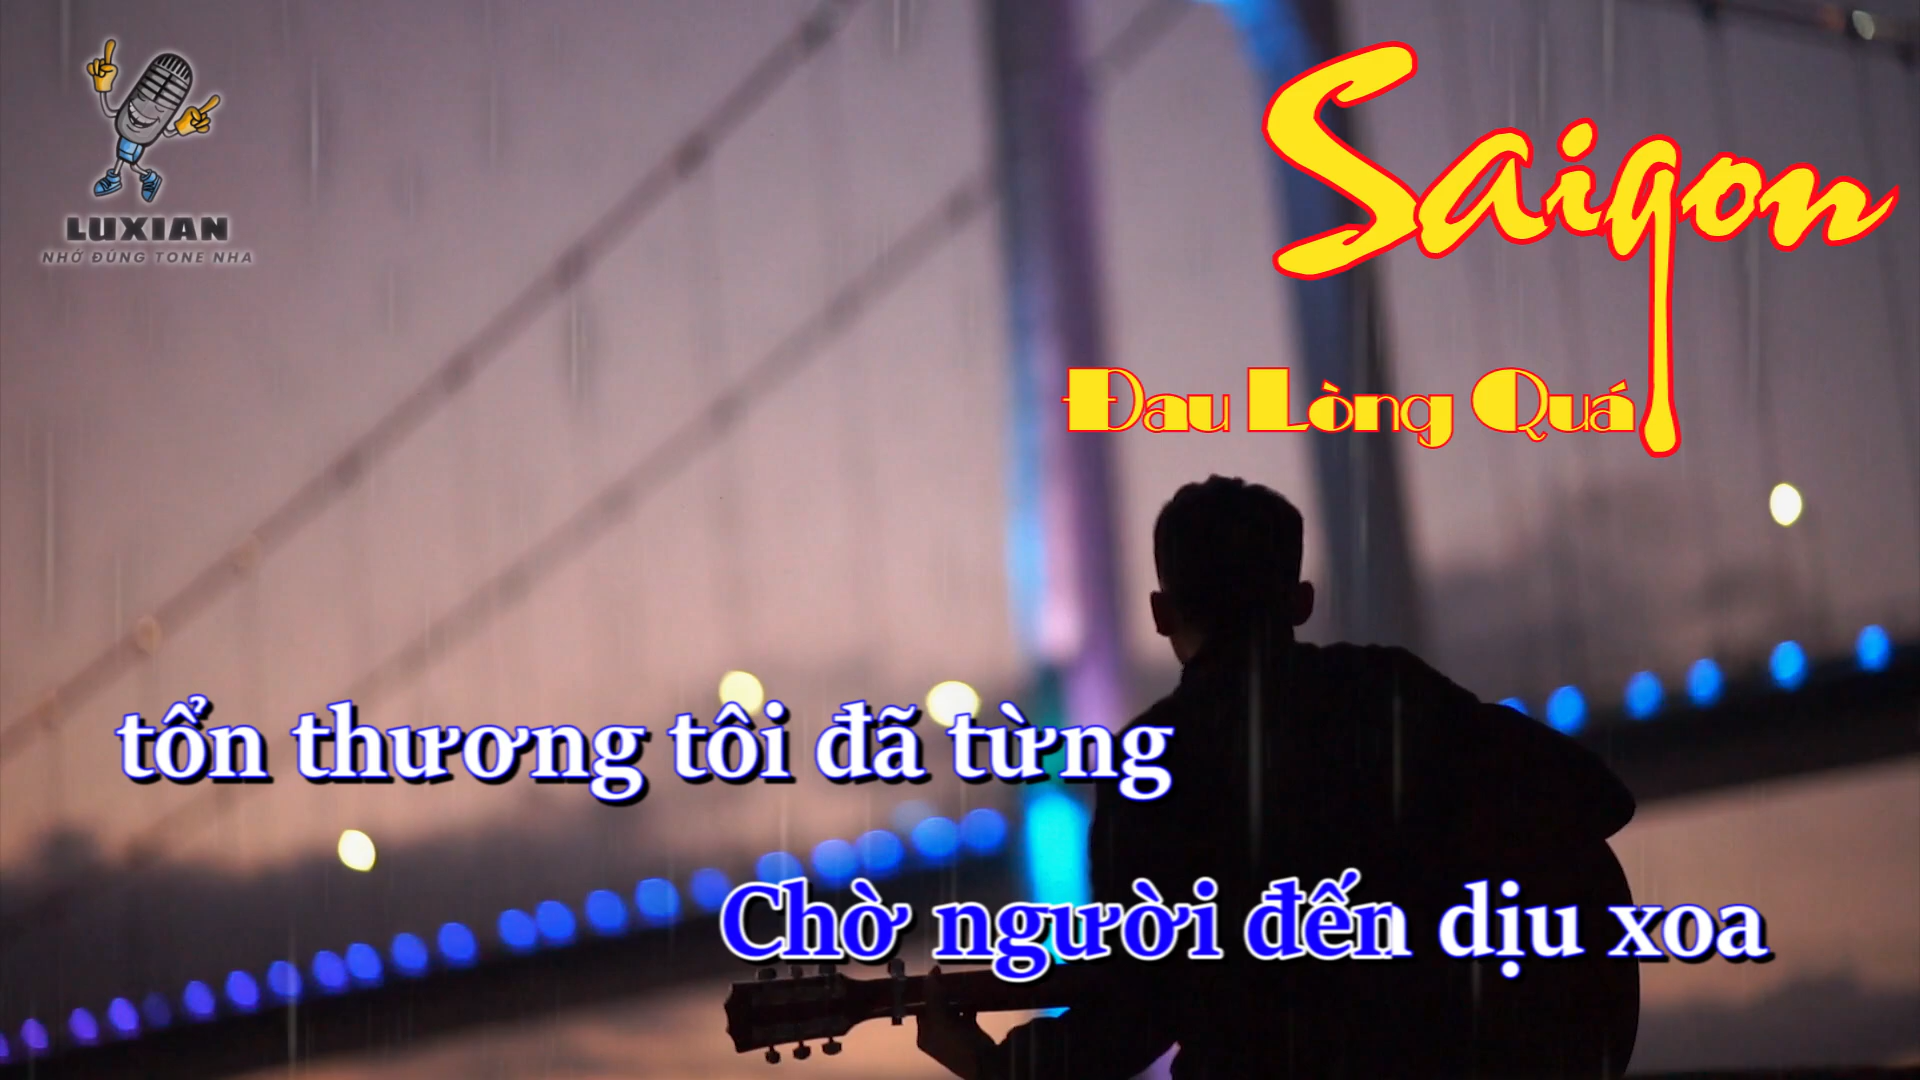 LUXIAN
NHỚ ĐÚNG TONE NHA
Saigon
Đau Lòng Quá
tổn thương tôi đã từng
Chờ người đến dịu xoa